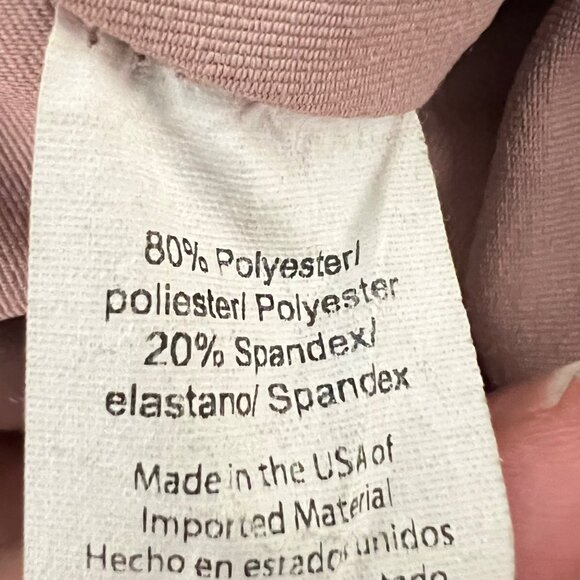 80% Polyester/
poliester/ Polyester
20% Spandex/
elastano/ Spandex
Made in the USA of
Imported Material
Hecho en estados unidos